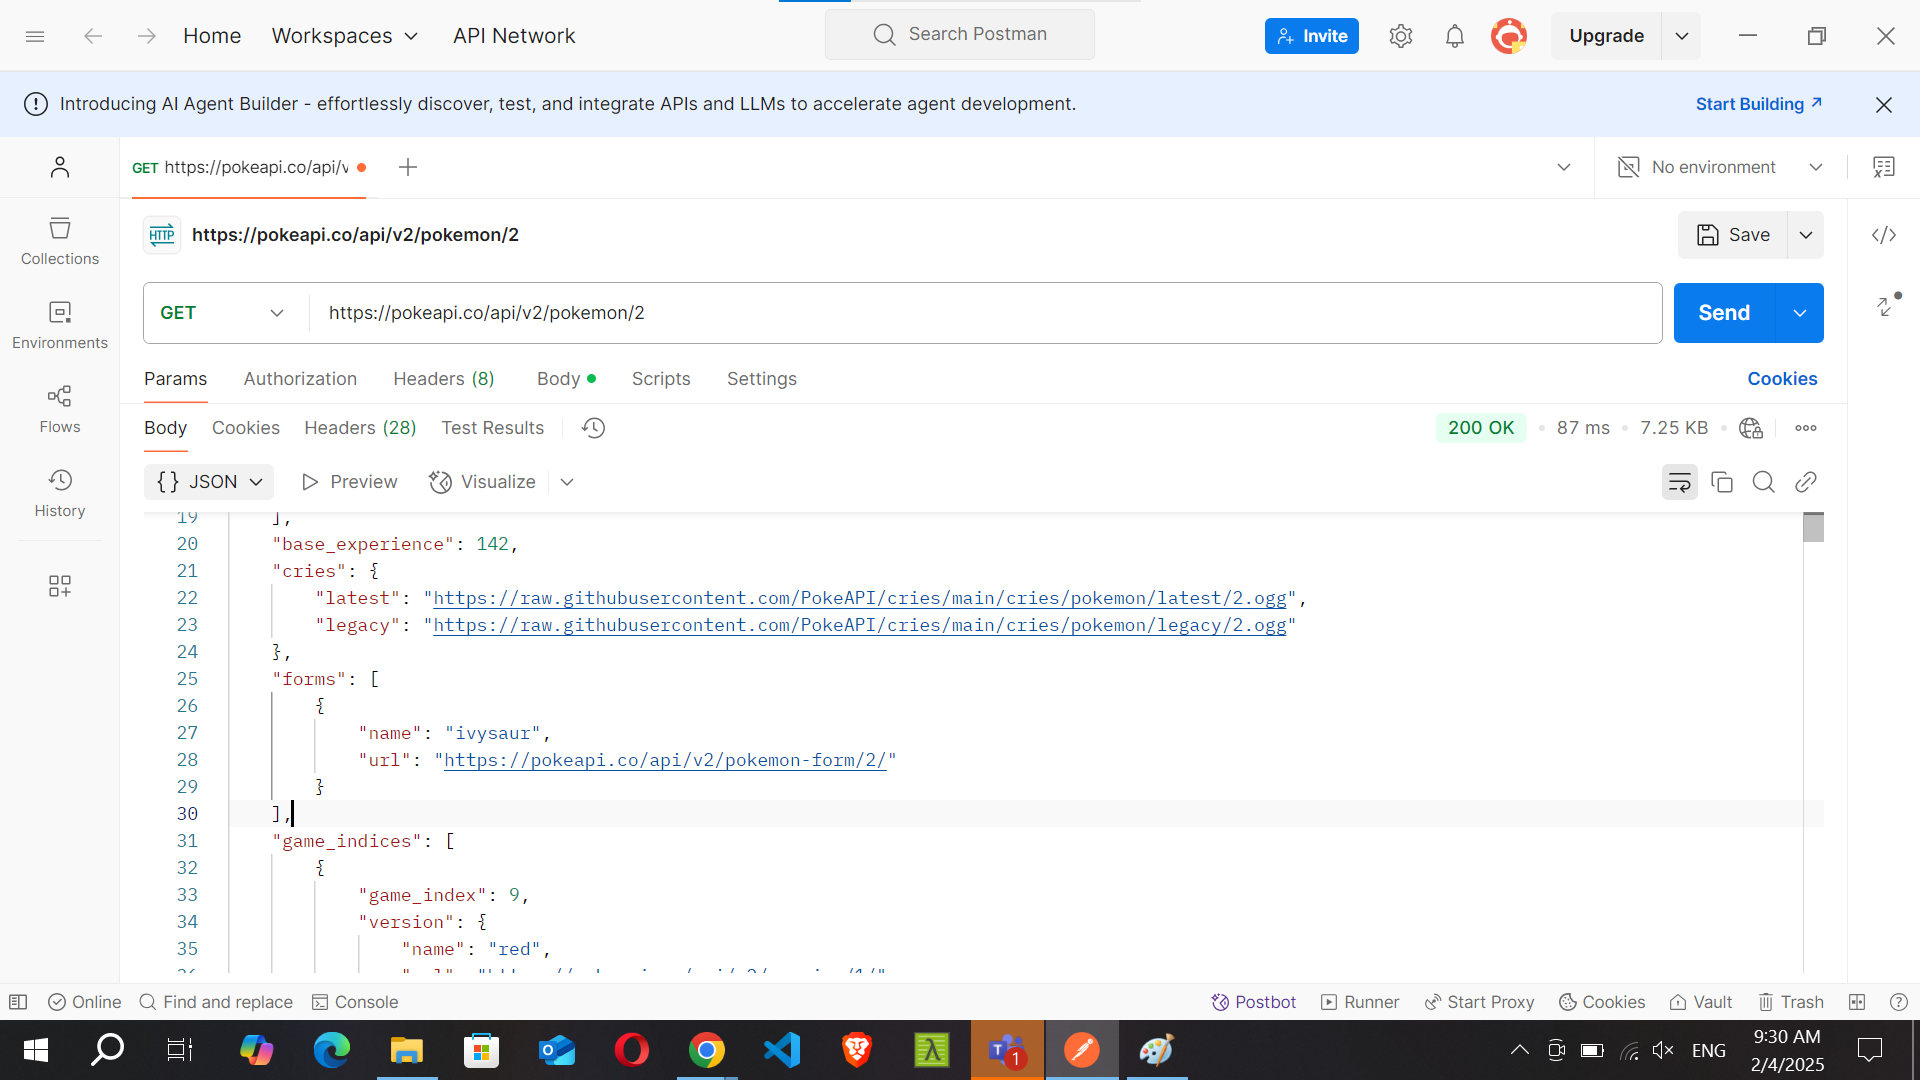 Home Workspaces API Network Search Postman Invite Upgrade
Introducing AI Agent Builder - effortlessly discover, test, and integrate APIs and LLMs to accelerate agent development. Start Building
GET https://pokeapi.co/api/v No environment
HTTP https://pokeapi.co/api/v2/pokemon/2 Save
Collections
GET https://pokeapi.co/api/v2/pokemon/2 Send
Environments
Params Authorization Headers (8) Body Scripts Settings Cookies
Flows
Body Cookies Headers (28) Test Results 200 OK 87 ms 7.25 KB
{} JSON Preview Visualize
History
19 ],
20 "base_experience": 142,
21 "cries": {
22 "latest": "https://raw.githubusercontent.com/PokeAPI/cries/main/cries/pokemon/latest/2.ogg",
23 "legacy": "https://raw.githubusercontent.com/PokeAPI/cries/main/cries/pokemon/legacy/2.ogg"
24 },
25 "forms": [
26 {
27 "name": "ivysaur",
28 "url": "https://pokeapi.co/api/v2/pokemon-form/2/"
29 }
30 ],
31 "game_indices": [
32 {
33 "game_index": 9,
34 "version": {
35 "name": "red",
Online Find and replace Console Postbot Runner Start Proxy Cookies Vault Trash
1 ENG 9:30 AM
2/4/2025